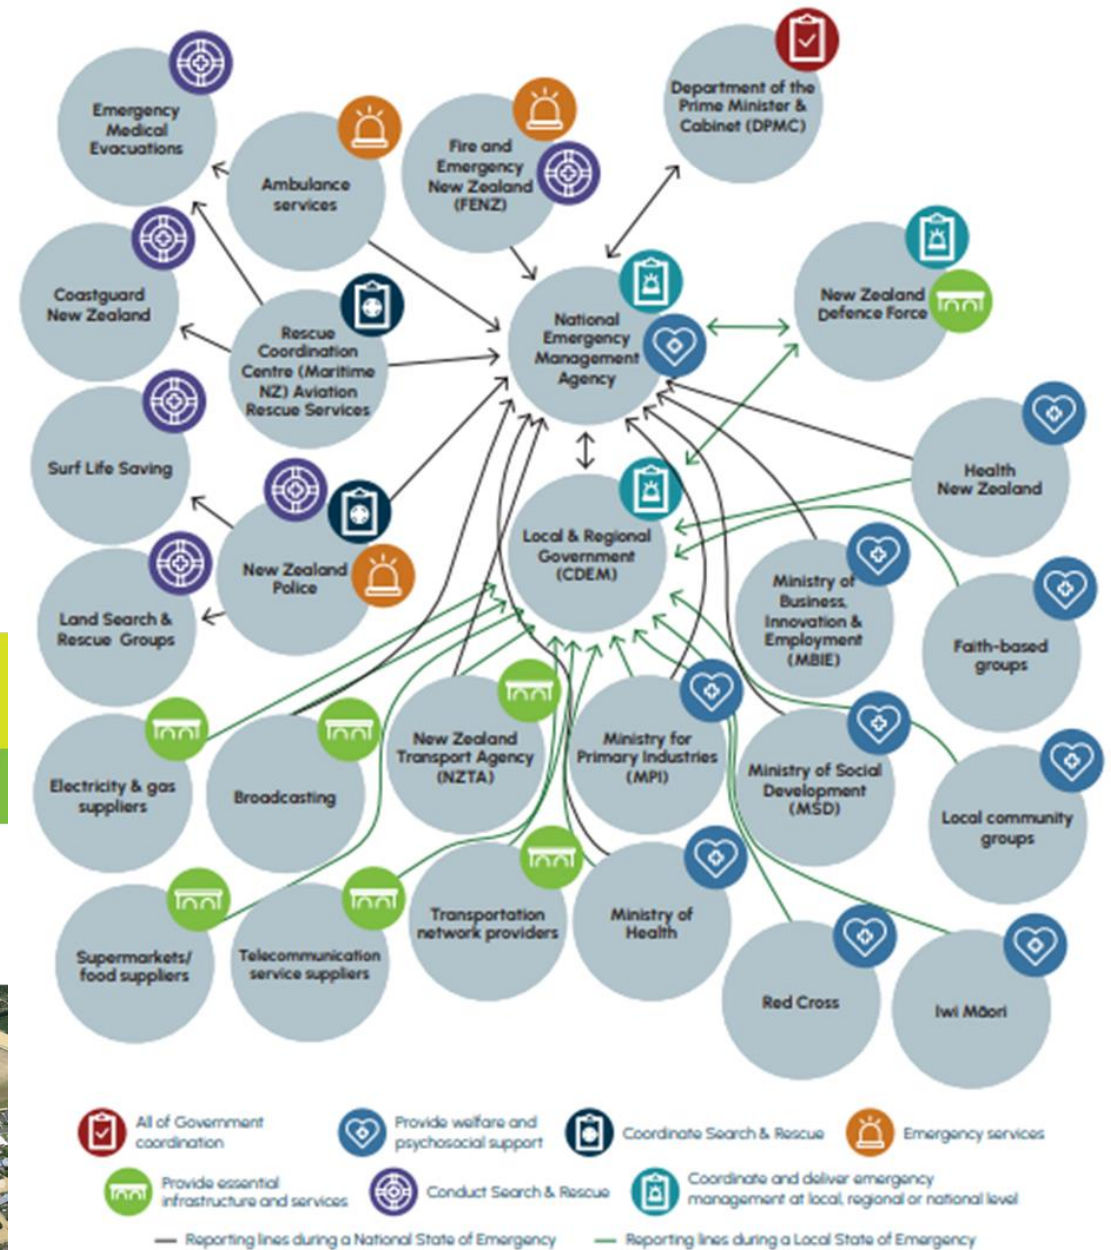 Emergency
Medical
Evacuations
Ambulance
services
Fire and
Emergency
New Zealand
(FENZ)
Department of the
Prime Minister &
Cabinet (DPMC)
Coastguard
New Zealand
Rescue
Coordination
Centre (Maritime
NZ) Aviation
Rescue Services
National
Emergency
Management
Agency
New Zealand
Defence Force
Surf Life Saving
Health
New Zealand
New Zealand
Police
Local & Regional
Government
(CDEM)
Land Search &
Rescue Groups
Ministry of
Business,
Innovation &
Employment
(MBIE)
Faith-based
groups
Electricity & gas
suppliers
Broadcasting
New Zealand
Transport Agency
(NZTA)
Ministry for
Primary Industries
(MPI)
Ministry of Social
Development
(MSD)
Local community
groups
Supermarkets/
food suppliers
Telecommunication
service suppliers
Transportation
network providers
Ministry of
Health
Red Cross
Iwi Māori
All of Government
coordination
Provide welfare and
psychosocial support
Coordinate Search & Rescue
Emergency services
Provide essential
infrastructure and services
Conduct Search & Rescue
Coordinate and deliver emergency
management at local, regional or national level
Reporting lines during a National State of Emergency
Reporting lines during a Local State of Emergency